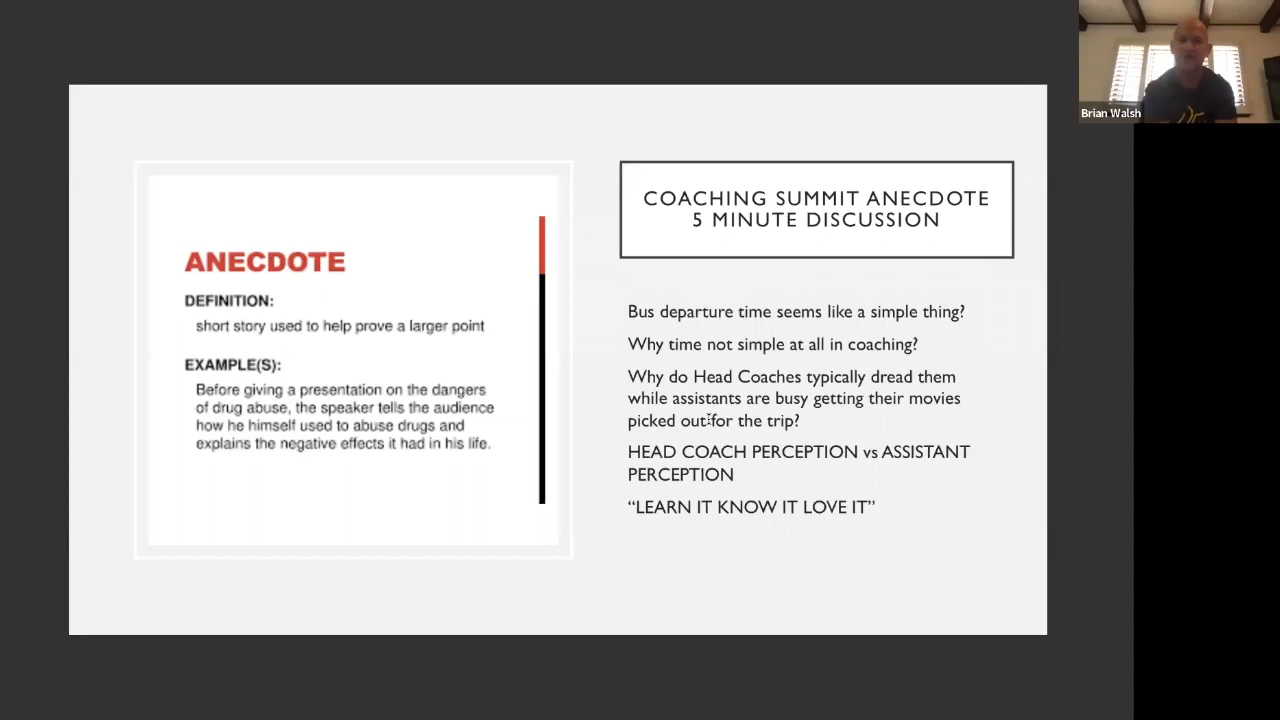 ANECDOTE
DEFINITION:
short story used to help prove a larger point
EXAMPLE(S):
Before giving a presentation on the dangers
of drug abuse, the speaker tells the audience
how he himself used to abuse drugs and
explains the negative effects it had in his life.
COACHING SUMMIT ANECDOTE
5 MINUTE DISCUSSION
Bus departure time seems like a simple thing?
Why time not simple at all in coaching?
Why do Head Coaches typically dread them
while assistants are busy getting their movies
picked out for the trip?
HEAD COACH PERCEPTION vs ASSISTANT
PERCEPTION
“LEARN IT KNOW IT LOVE IT”
Brian Walsh